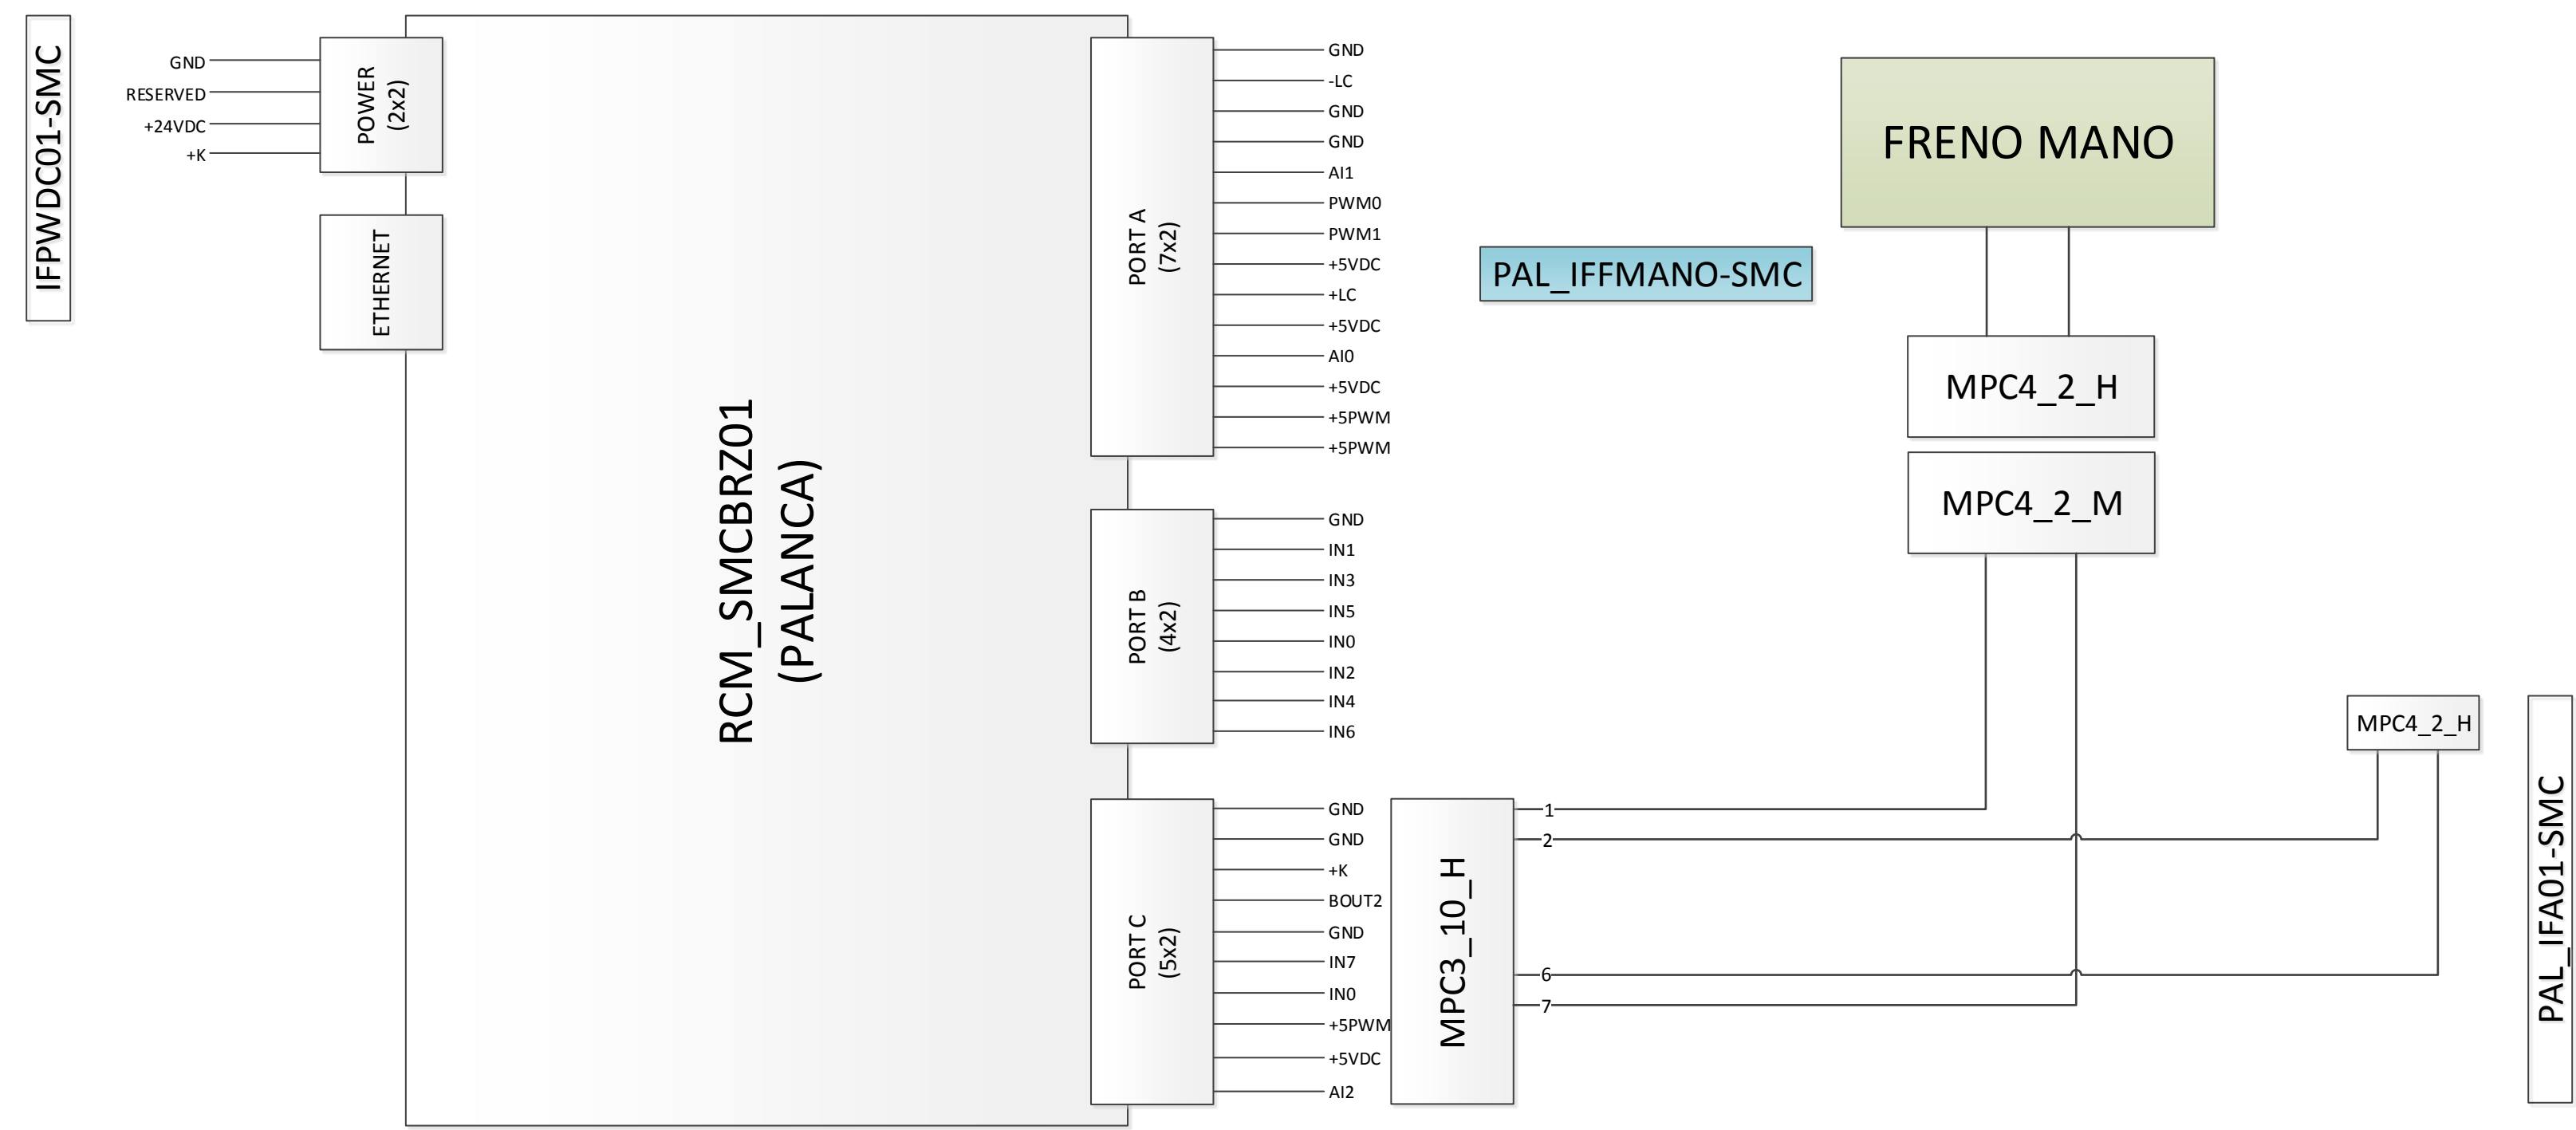 IFPWDC01-SMC
GND
RESERVED
+24VDC
+K
POWER
(2x2)
ETHERNET
RCM_SMCBRZ01
(PALANCA)
PORT A
(7x2)
GND
-LC
GND
GND
AI1
PWM0
PWM1
+5VDC
+LC
+5VDC
AI0
+5VDC
+5PWM
+5PWM
PORT B
(4x2)
GND
IN1
IN3
IN5
IN0
IN2
IN4
IN6
PORT C
(5x2)
GND
GND
+K
BOUT2
GND
IN7
IN0
+5PWM
+5VDC
AI2
MPC3_10_H
1
2
6
7
PAL_IFFMANO-SMC
FRENO MANO
MPC4_2_H
MPC4_2_M
MPC4_2_H
PAL_IFA01-SMC